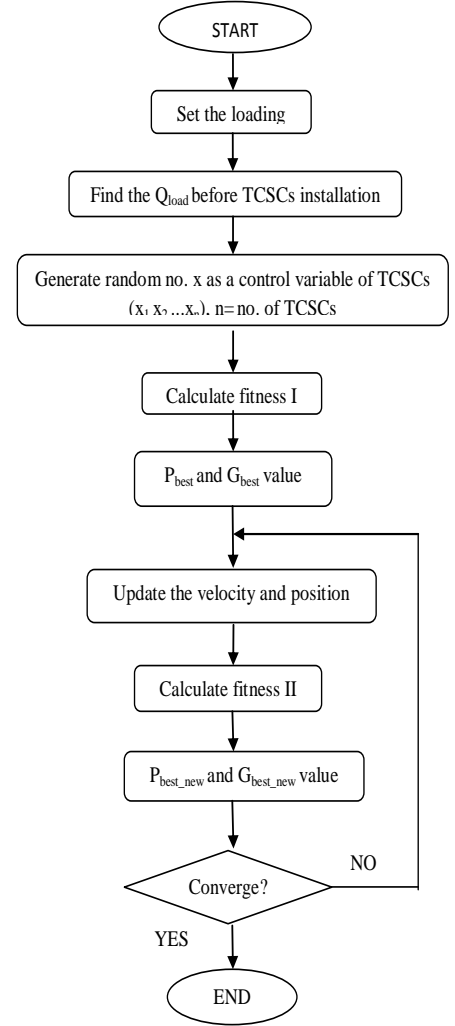 START
Set the loading
Find the Qload before TCSCs installation
Generate random no. x as a control variable of TCSCs
(x1 x2 ...xn), n= no. of TCSCs
Calculate fitness I
Pbest and Gbest value
Update the velocity and position
Calculate fitness II
Pbest_new and Gbest_new value
Converge?
NO
YES
END